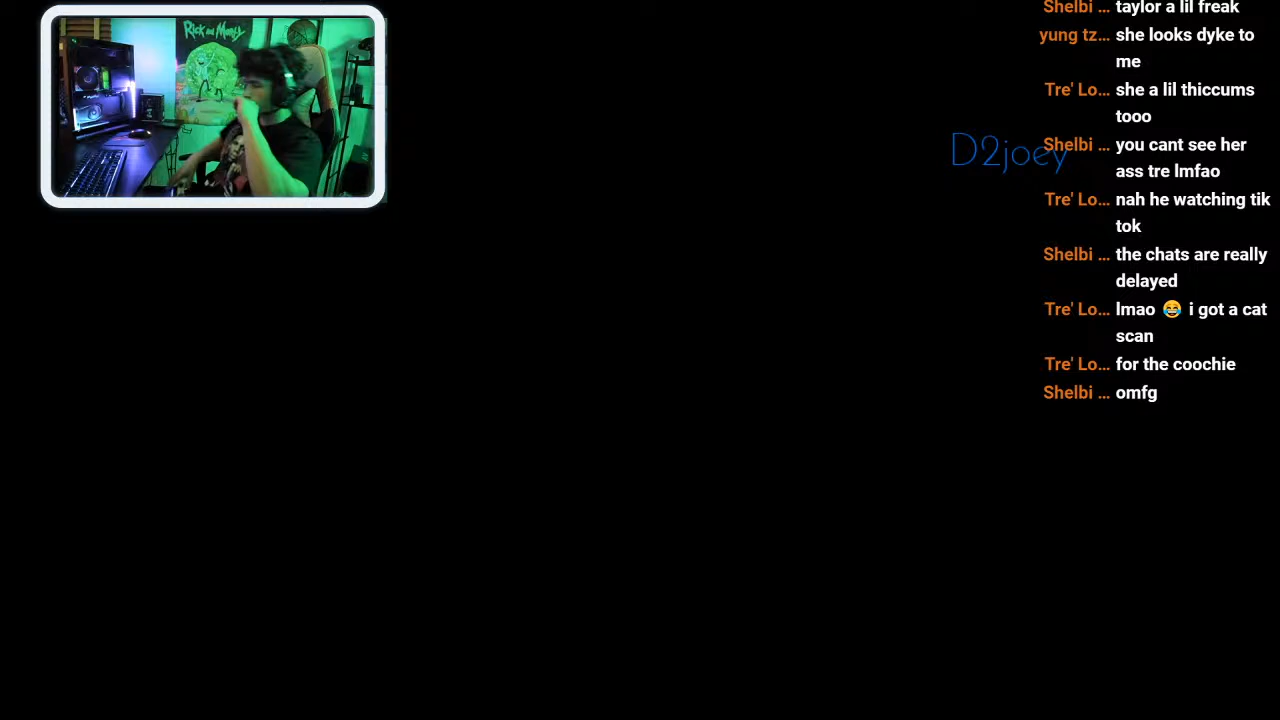 Rick and Morty
D2joey
Shelbi ... taylor a lil freak
yung tz... she looks dyke to
me
Tre' Lo... she a lil thiccums
tooo
Shelbi ... you cant see her
ass tre lmfao
Tre' Lo... nah he watching tik
tok
Shelbi ... the chats are really
delayed
Tre' Lo... lmao 😂 i got a cat
scan
Tre' Lo... for the coochie
Shelbi ... omfg